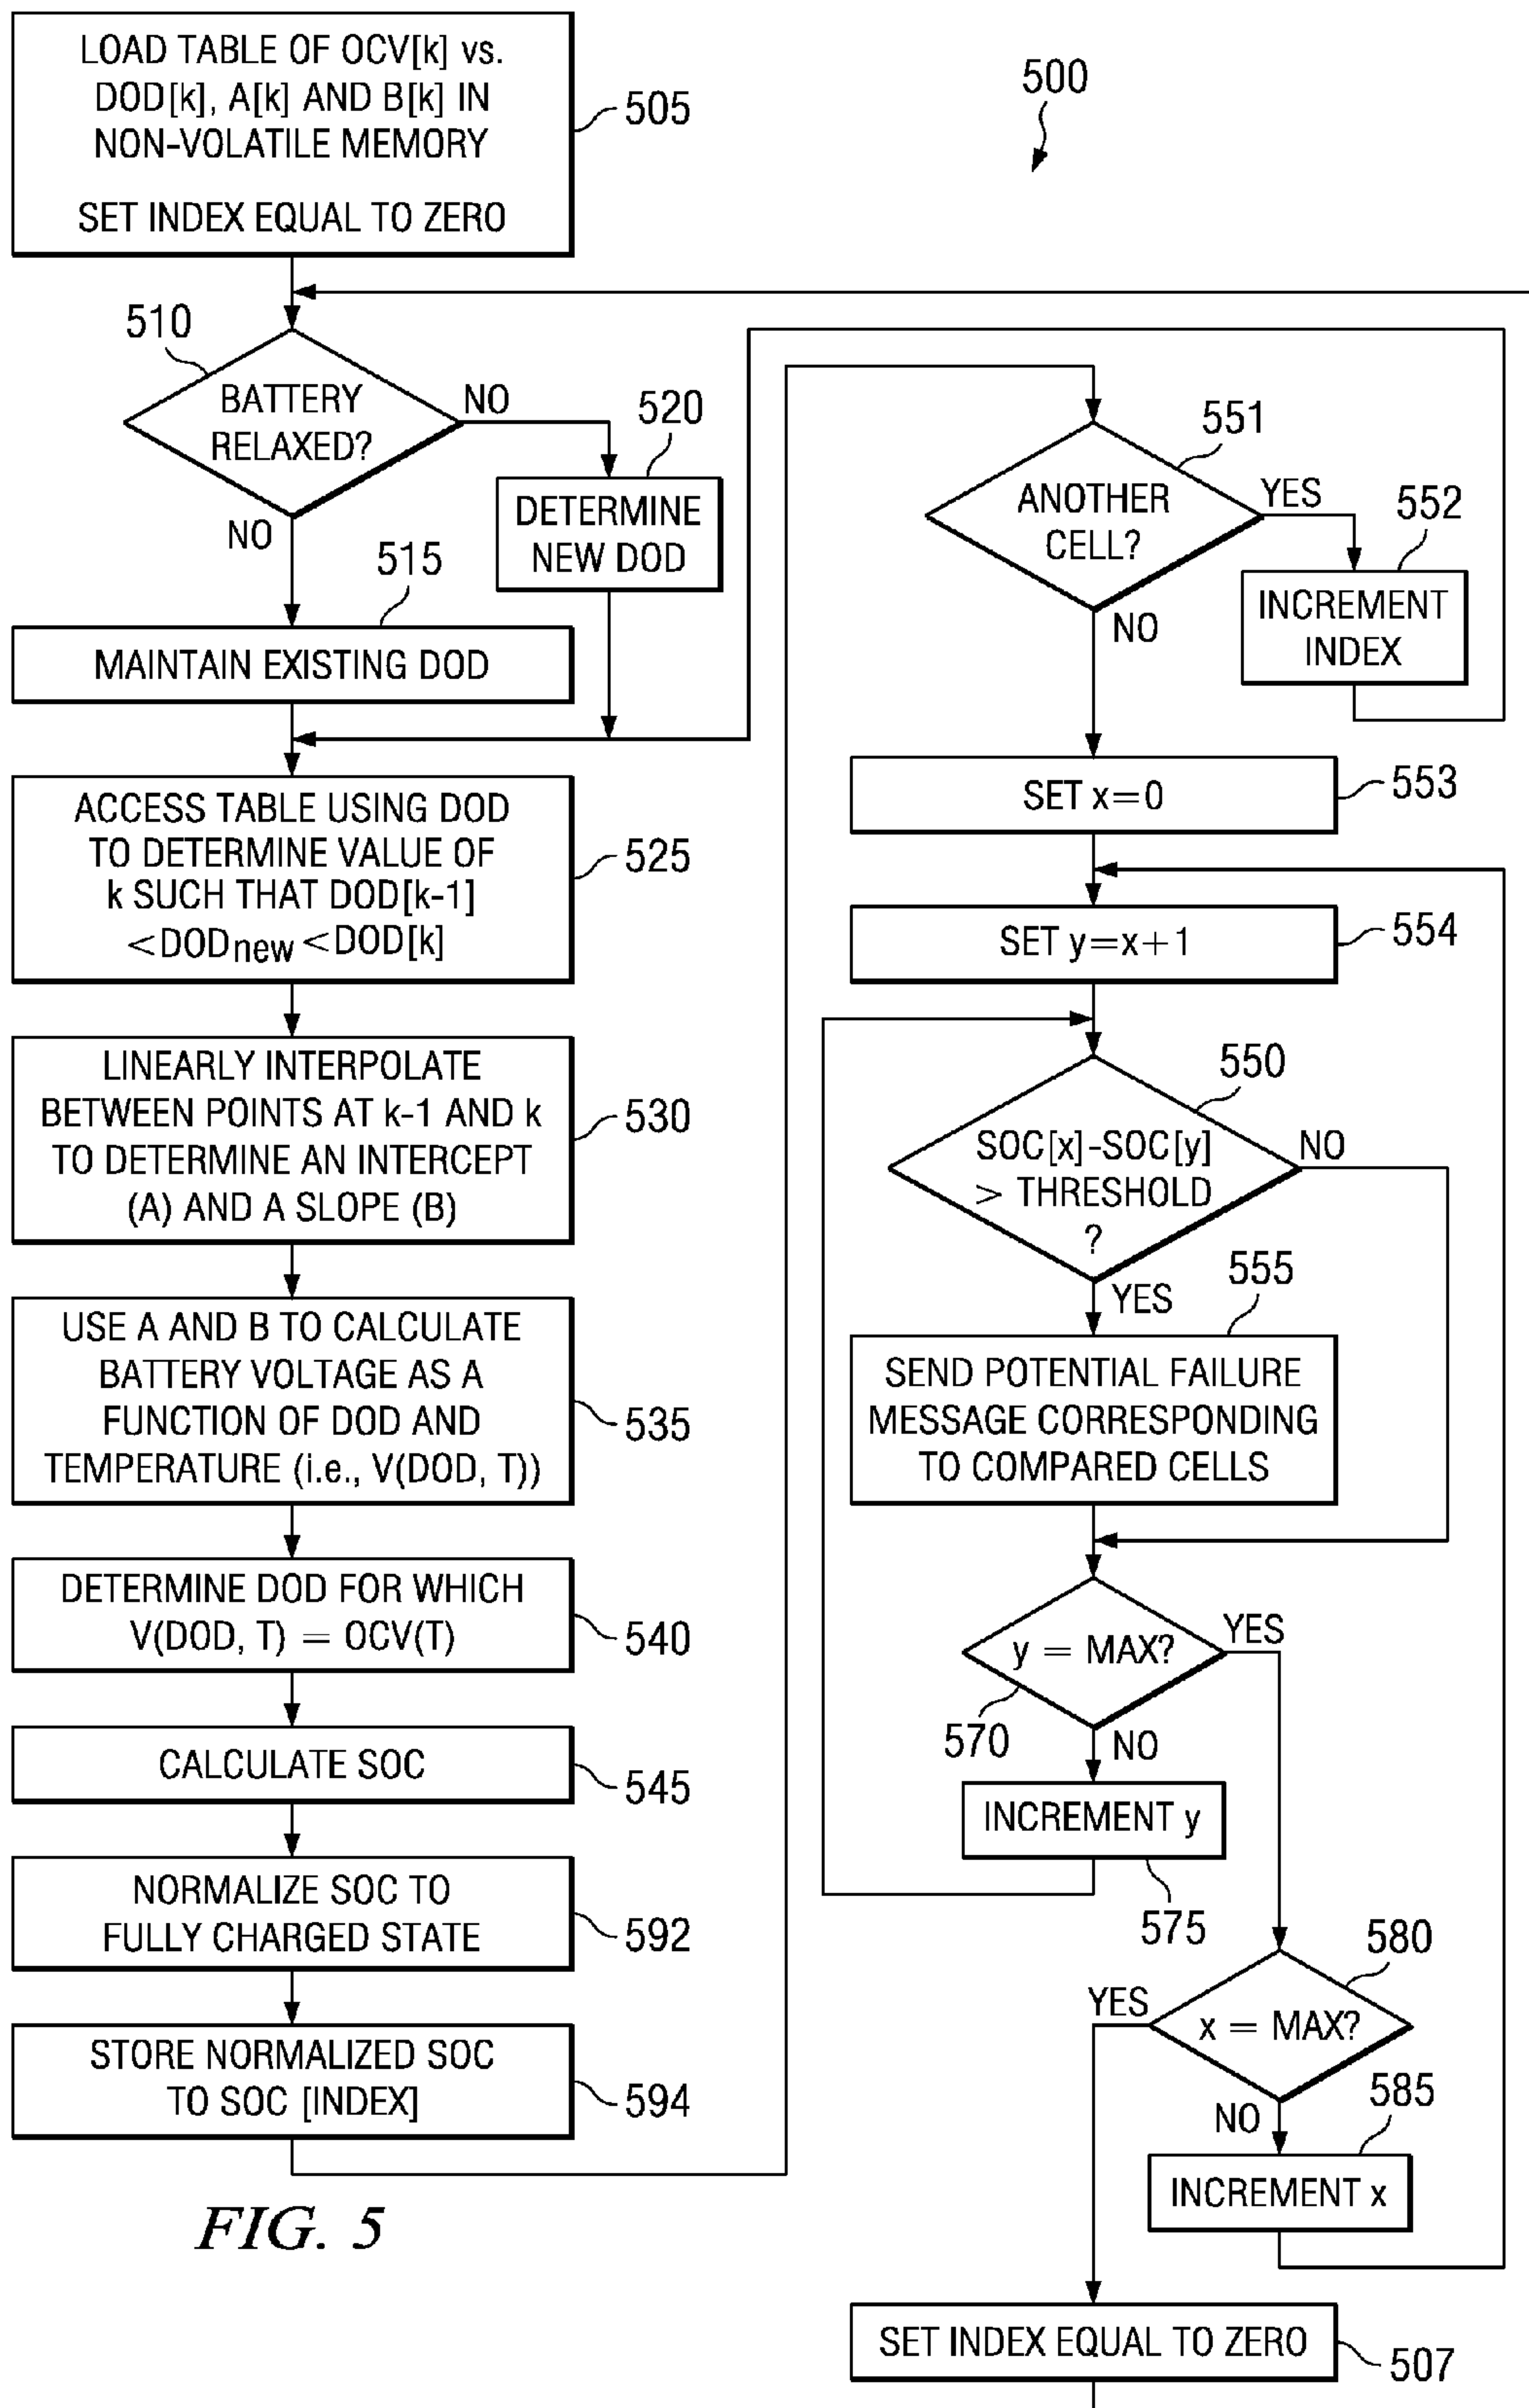 LOAD TABLE OF OCV[k] vs.
DOD[k], A[k] AND B[k] IN
NON-VOLATILE MEMORY
SET INDEX EQUAL TO ZERO
505
500
510
BATTERY
RELAXED?
NO
NO
520
DETERMINE
NEW DOD
515
MAINTAIN EXISTING DOD
ACCESS TABLE USING DOD
TO DETERMINE VALUE OF
k SUCH THAT DOD[k-1]
<DODnew <DOD[k]
525
LINEARLY INTERPOLATE
BETWEEN POINTS AT k-1 AND k
TO DETERMINE AN INTERCEPT
(A) AND A SLOPE (B)
530
USE A AND B TO CALCULATE
BATTERY VOLTAGE AS A
FUNCTION OF DOD AND
TEMPERATURE (i.e., V(DOD, T))
535
DETERMINE DOD FOR WHICH
V(DOD, T) = OCV(T)
540
CALCULATE SOC
545
NORMALIZE SOC TO
FULLY CHARGED STATE
592
STORE NORMALIZED SOC
TO SOC [INDEX]
594
551
ANOTHER
CELL?
YES
NO
552
INCREMENT
INDEX
SET x=0
553
SET y=x+1
554
550
SOC[x]-SOC[y]
> THRESHOLD
?
NO
YES
555
SEND POTENTIAL FAILURE
MESSAGE CORRESPONDING
TO COMPARED CELLS
y = MAX?
YES
570
NO
INCREMENT y
575
580
YES
x = MAX?
NO
585
INCREMENT x
SET INDEX EQUAL TO ZERO
507
FIG. 5